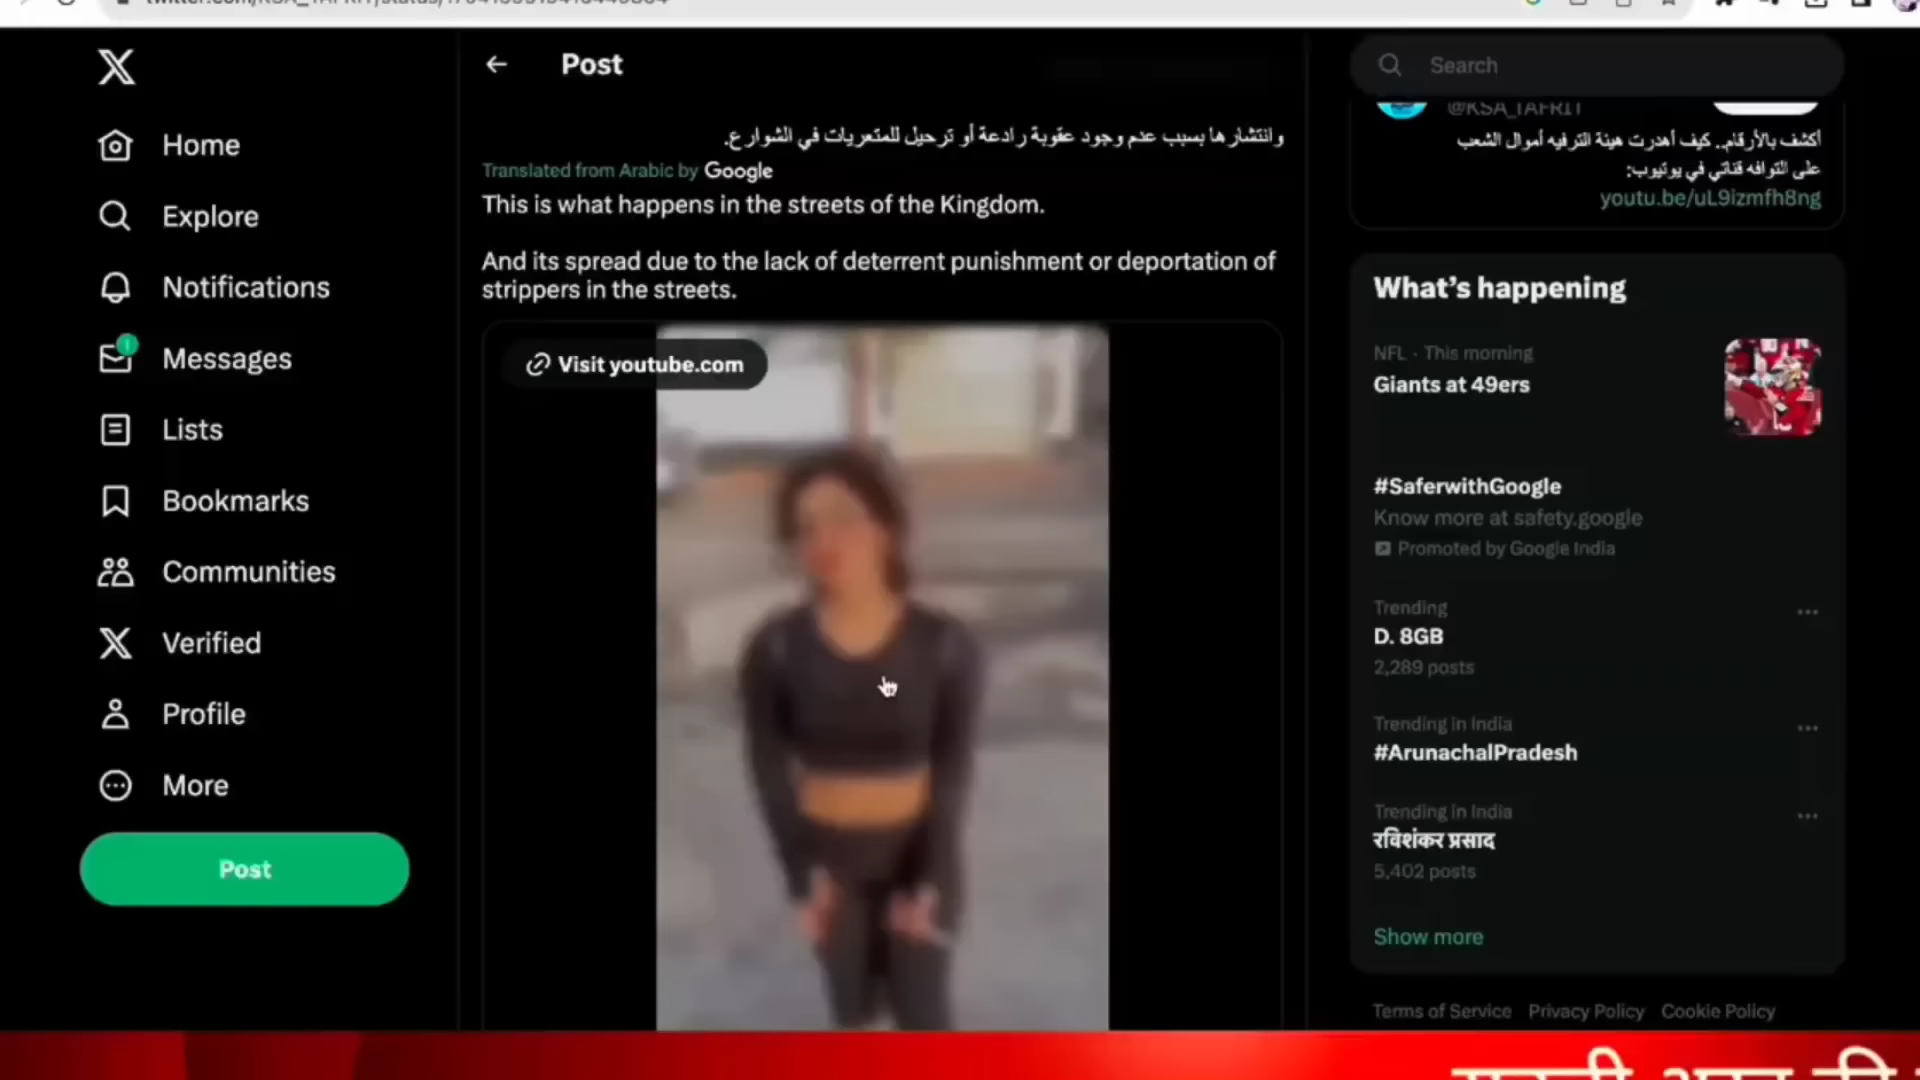 Post
Search
Home
Explore
Notifications
Messages
Lists
Bookmarks
Communities
Verified
Profile
More
Post
وانتشارها بسبب عدم وجود عقوبة رادعة أو ترحيل للمتعريات في الشوارع.
Translated from Arabic by Google
This is what happens in the streets of the Kingdom.
And its spread due to the lack of deterrent punishment or deportation of
strippers in the streets.
Visit youtube.com
@KSA_TAFRIT
أكشف بالأرقام.. كيف أهدرت هيئة الترفيه أموال الشعب
على التوافه قناتي في يوتيوب:
youtu.be/uL9izmfh8ng
What's happening
NFL · This morning
Giants at 49ers
#SaferwithGoogle
Know more at safety.google
Promoted by Google India
Trending
D. 8GB
2,289 posts
Trending in India
#ArunachalPradesh
Trending in India
रविशंकर प्रसाद
5,402 posts
Show more
Terms of Service Privacy Policy Cookie Policy